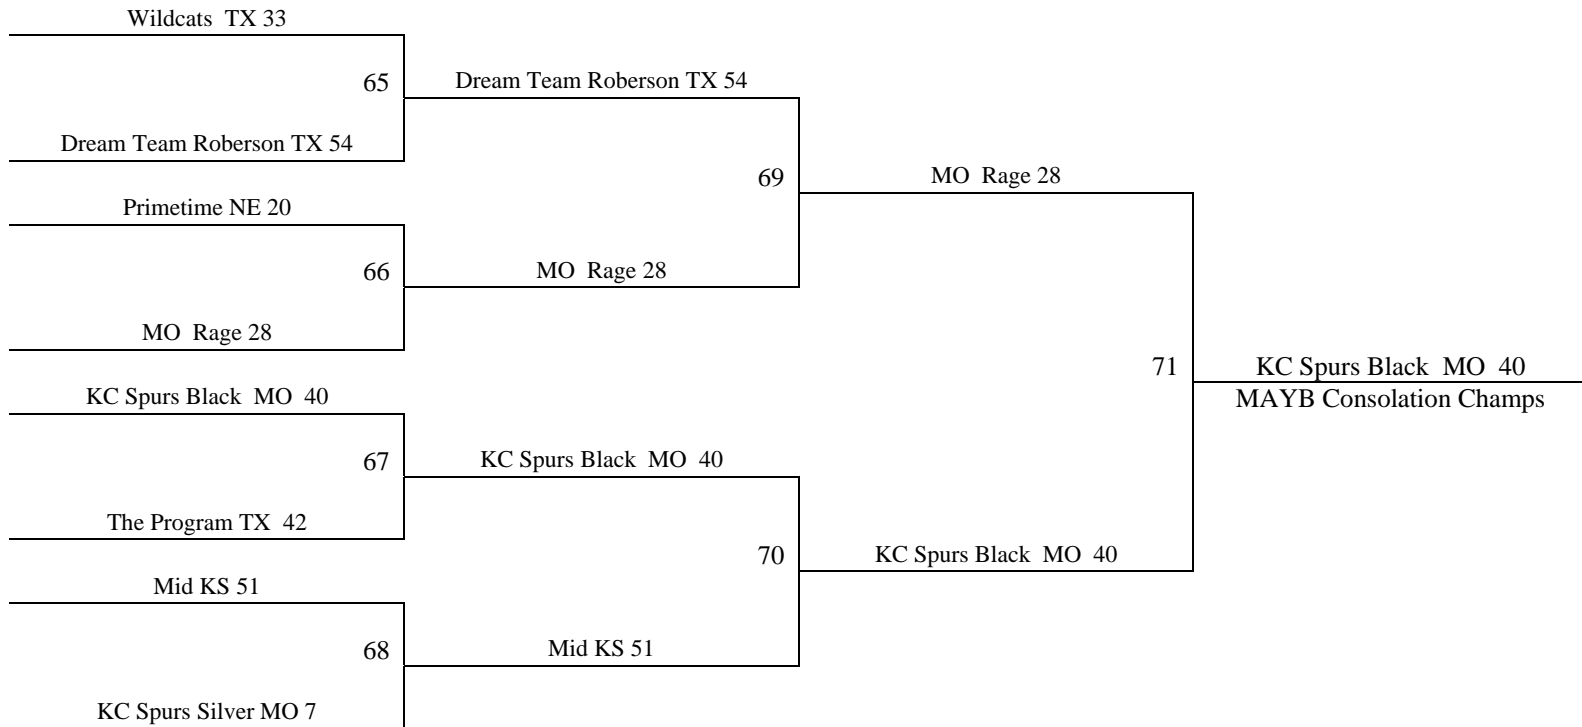 Wildcats  TX 33
65
Dream Team Roberson TX 54
Dream Team Roberson TX 54
69
MO  Rage 28
Primetime NE 20
66
MO  Rage 28
MO  Rage 28
71
KC Spurs Black  MO  40
MAYB Consolation Champs
KC Spurs Black  MO  40
67
KC Spurs Black  MO  40
The Program TX  42
70
KC Spurs Black  MO  40
Mid KS 51
68
Mid KS 51
KC Spurs Silver MO 7